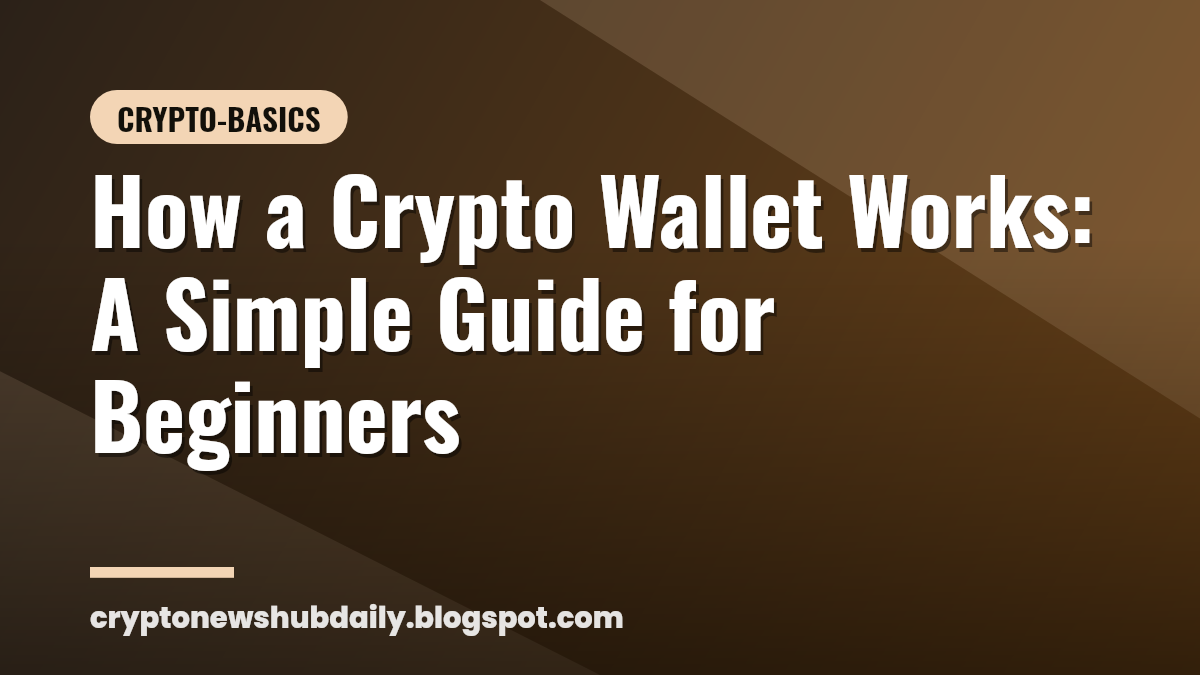 CRYPTO-BASICS
How a Crypto Wallet Works:
A Simple Guide for
Beginners
cryptonewshubdaily.blogspot.com